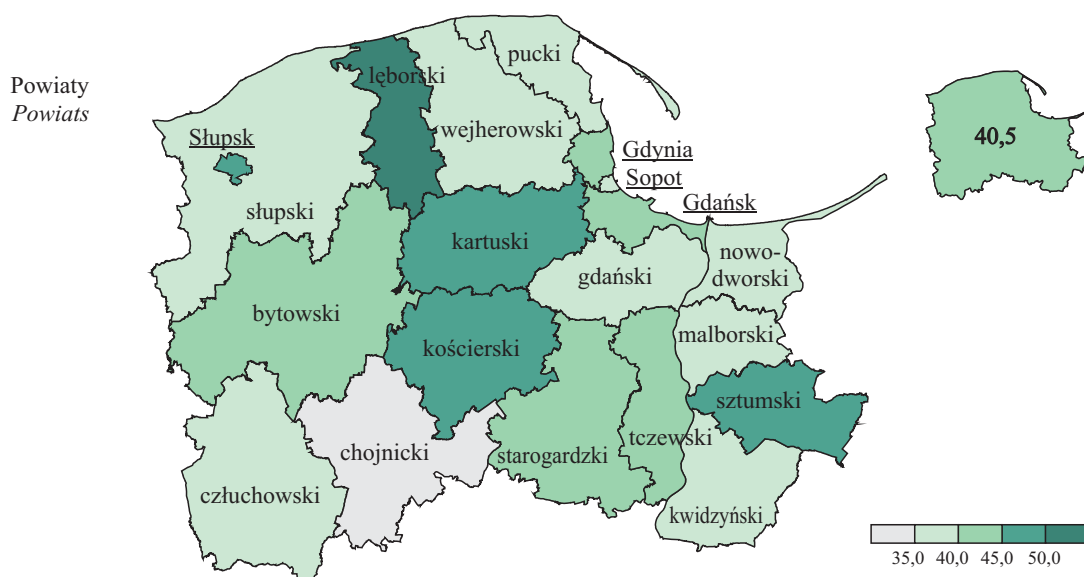 Powiaty
Powiats
pucki
lęborski
wejherowski
Słupsk
Gdynia
Sopot
Gdańsk
40,5
słupski
kartuski
gdański
nowo-
dworski
bytowski
kościerski
malborski
sztumski
chojnicki
starogardzki
tczewski
człuchowski
kwidzyński
35,0 40,0 45,0 50,0